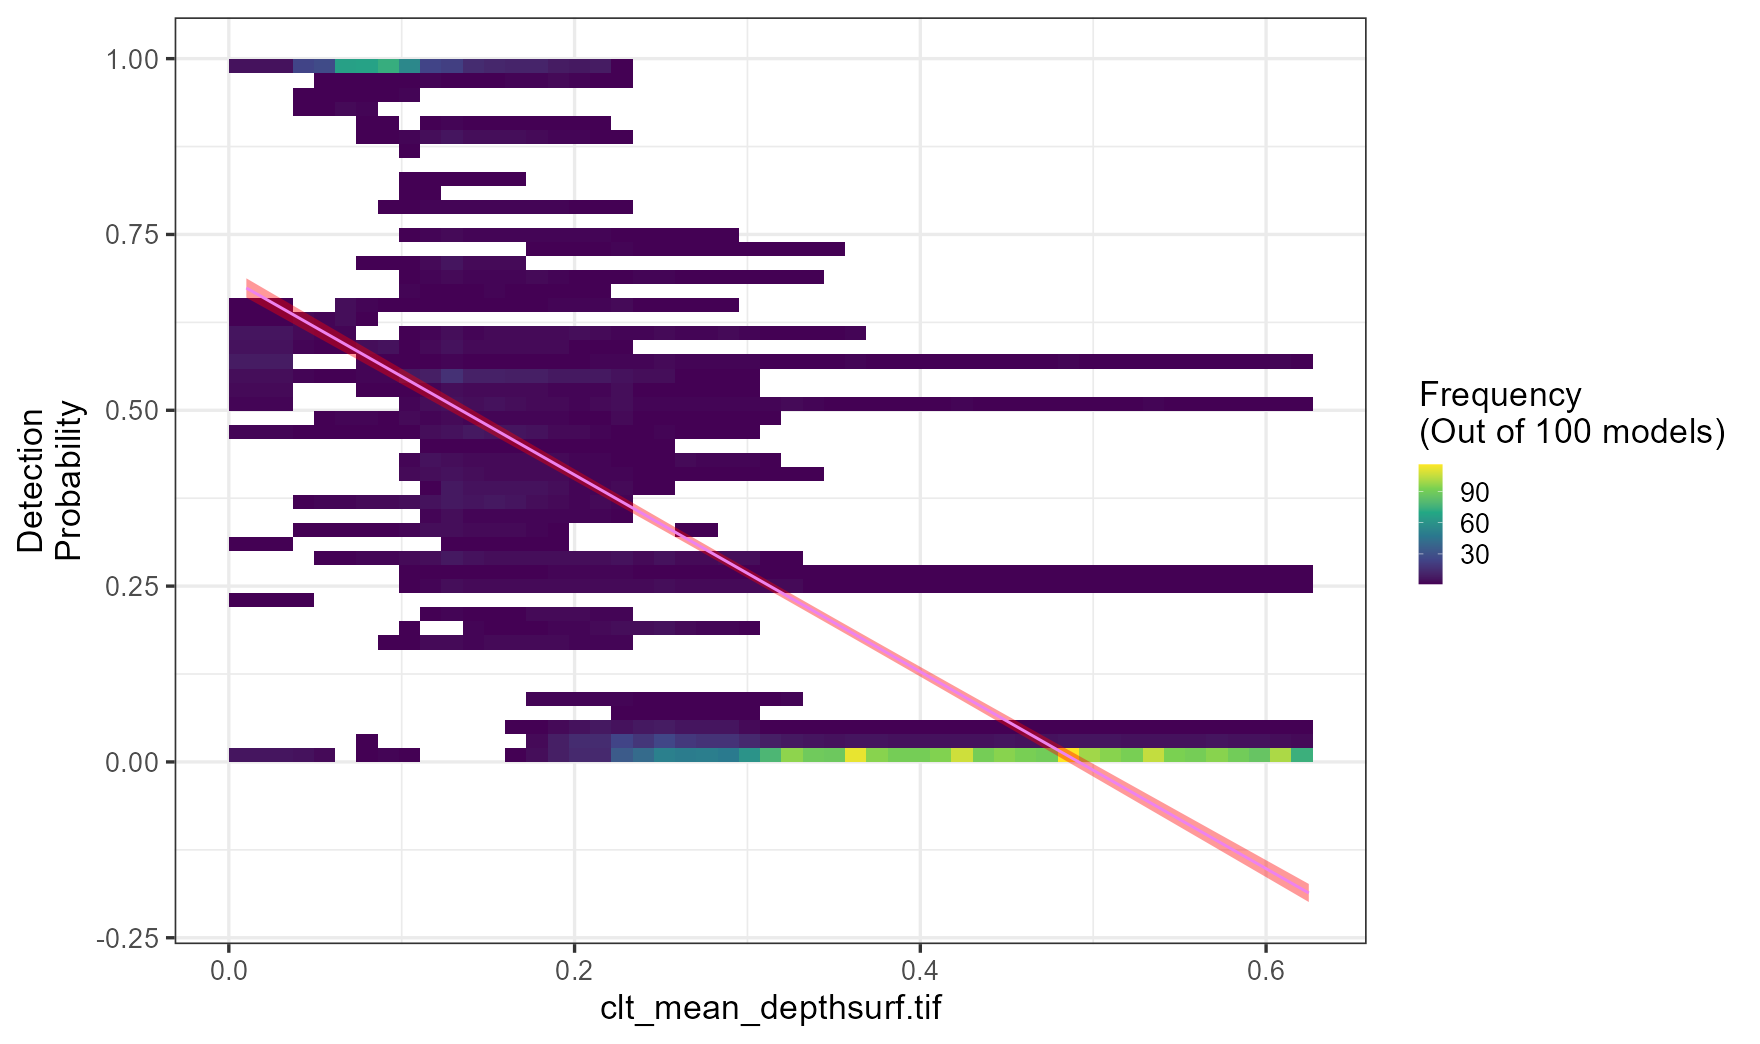 1.00
0.75
0.50
0.25
0.00
-0.25
Detection
Probability
0.0
0.2
0.4
0.6
clt_mean_depthsurf.tif
Frequency
(Out of 100 models)
90
60
30